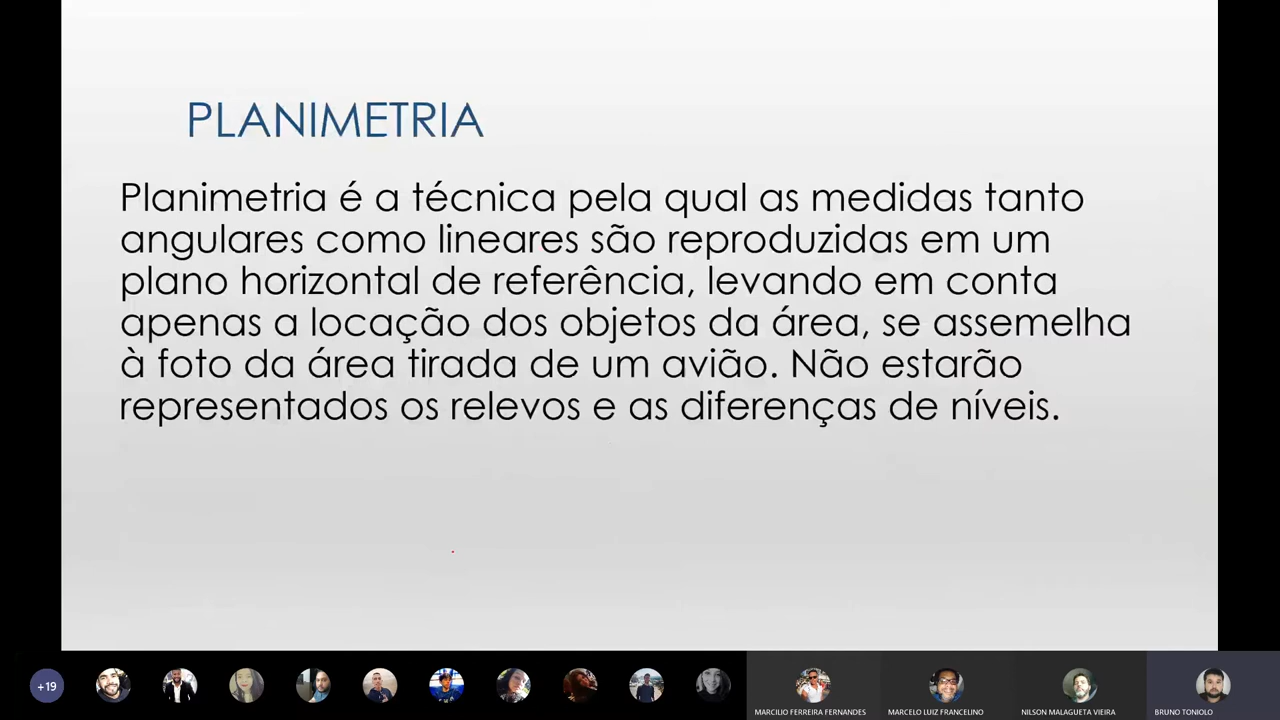 PLANIMETRIA
Planimetria é a técnica pela qual as medidas tanto
angulares como lineares são reproduzidas em um
plano horizontal de referência, levando em conta
apenas a locação dos objetos da área, se assemelha
à foto da área tirada de um avião. Não estarão
representados os relevos e as diferenças de níveis.
+19
MARCILIO FERREIRA FERNANDES
MARCELO LUIZ FRANCELINO
NILSON MALAGUETA VIEIRA
BRUNO TONIOLO